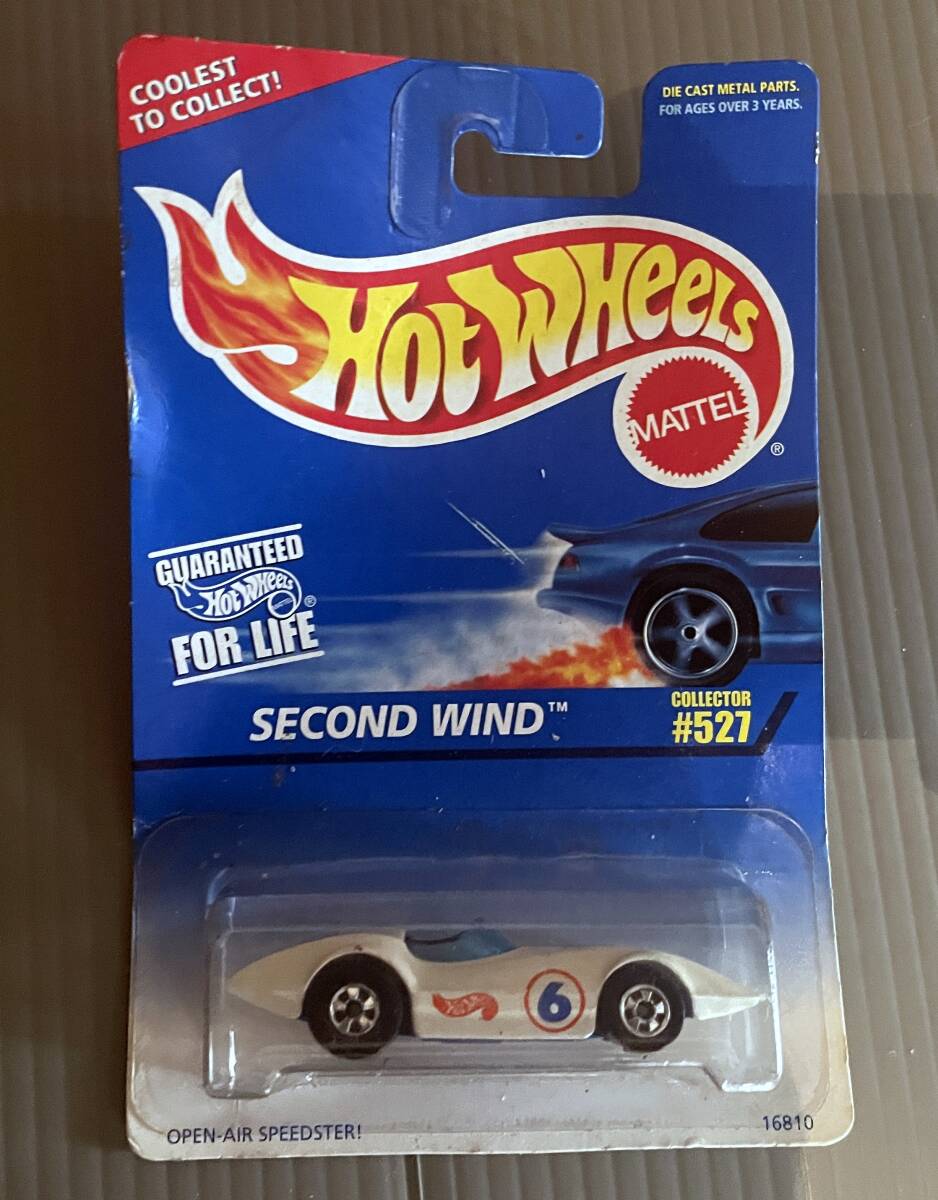 COOLEST
TO COLLECT!
DIE CAST METAL PARTS.
FOR AGES OVER 3 YEARS.
HOT WHEELS
MATTEL
®
GUARANTEED
HOT WHEELS ®
FOR LIFE
SECOND WIND™
COLLECTOR
#527
6
OPEN-AIR SPEEDSTER!
16810